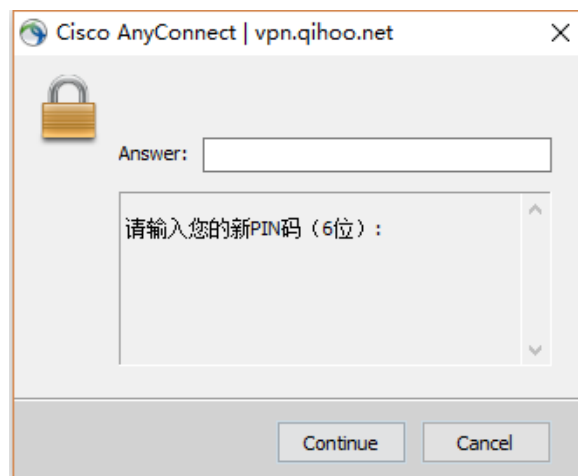 Cisco AnyConnect | vpn.qihoo.net
Answer:
请输入您的新PIN码（6位）:
Continue
Cancel